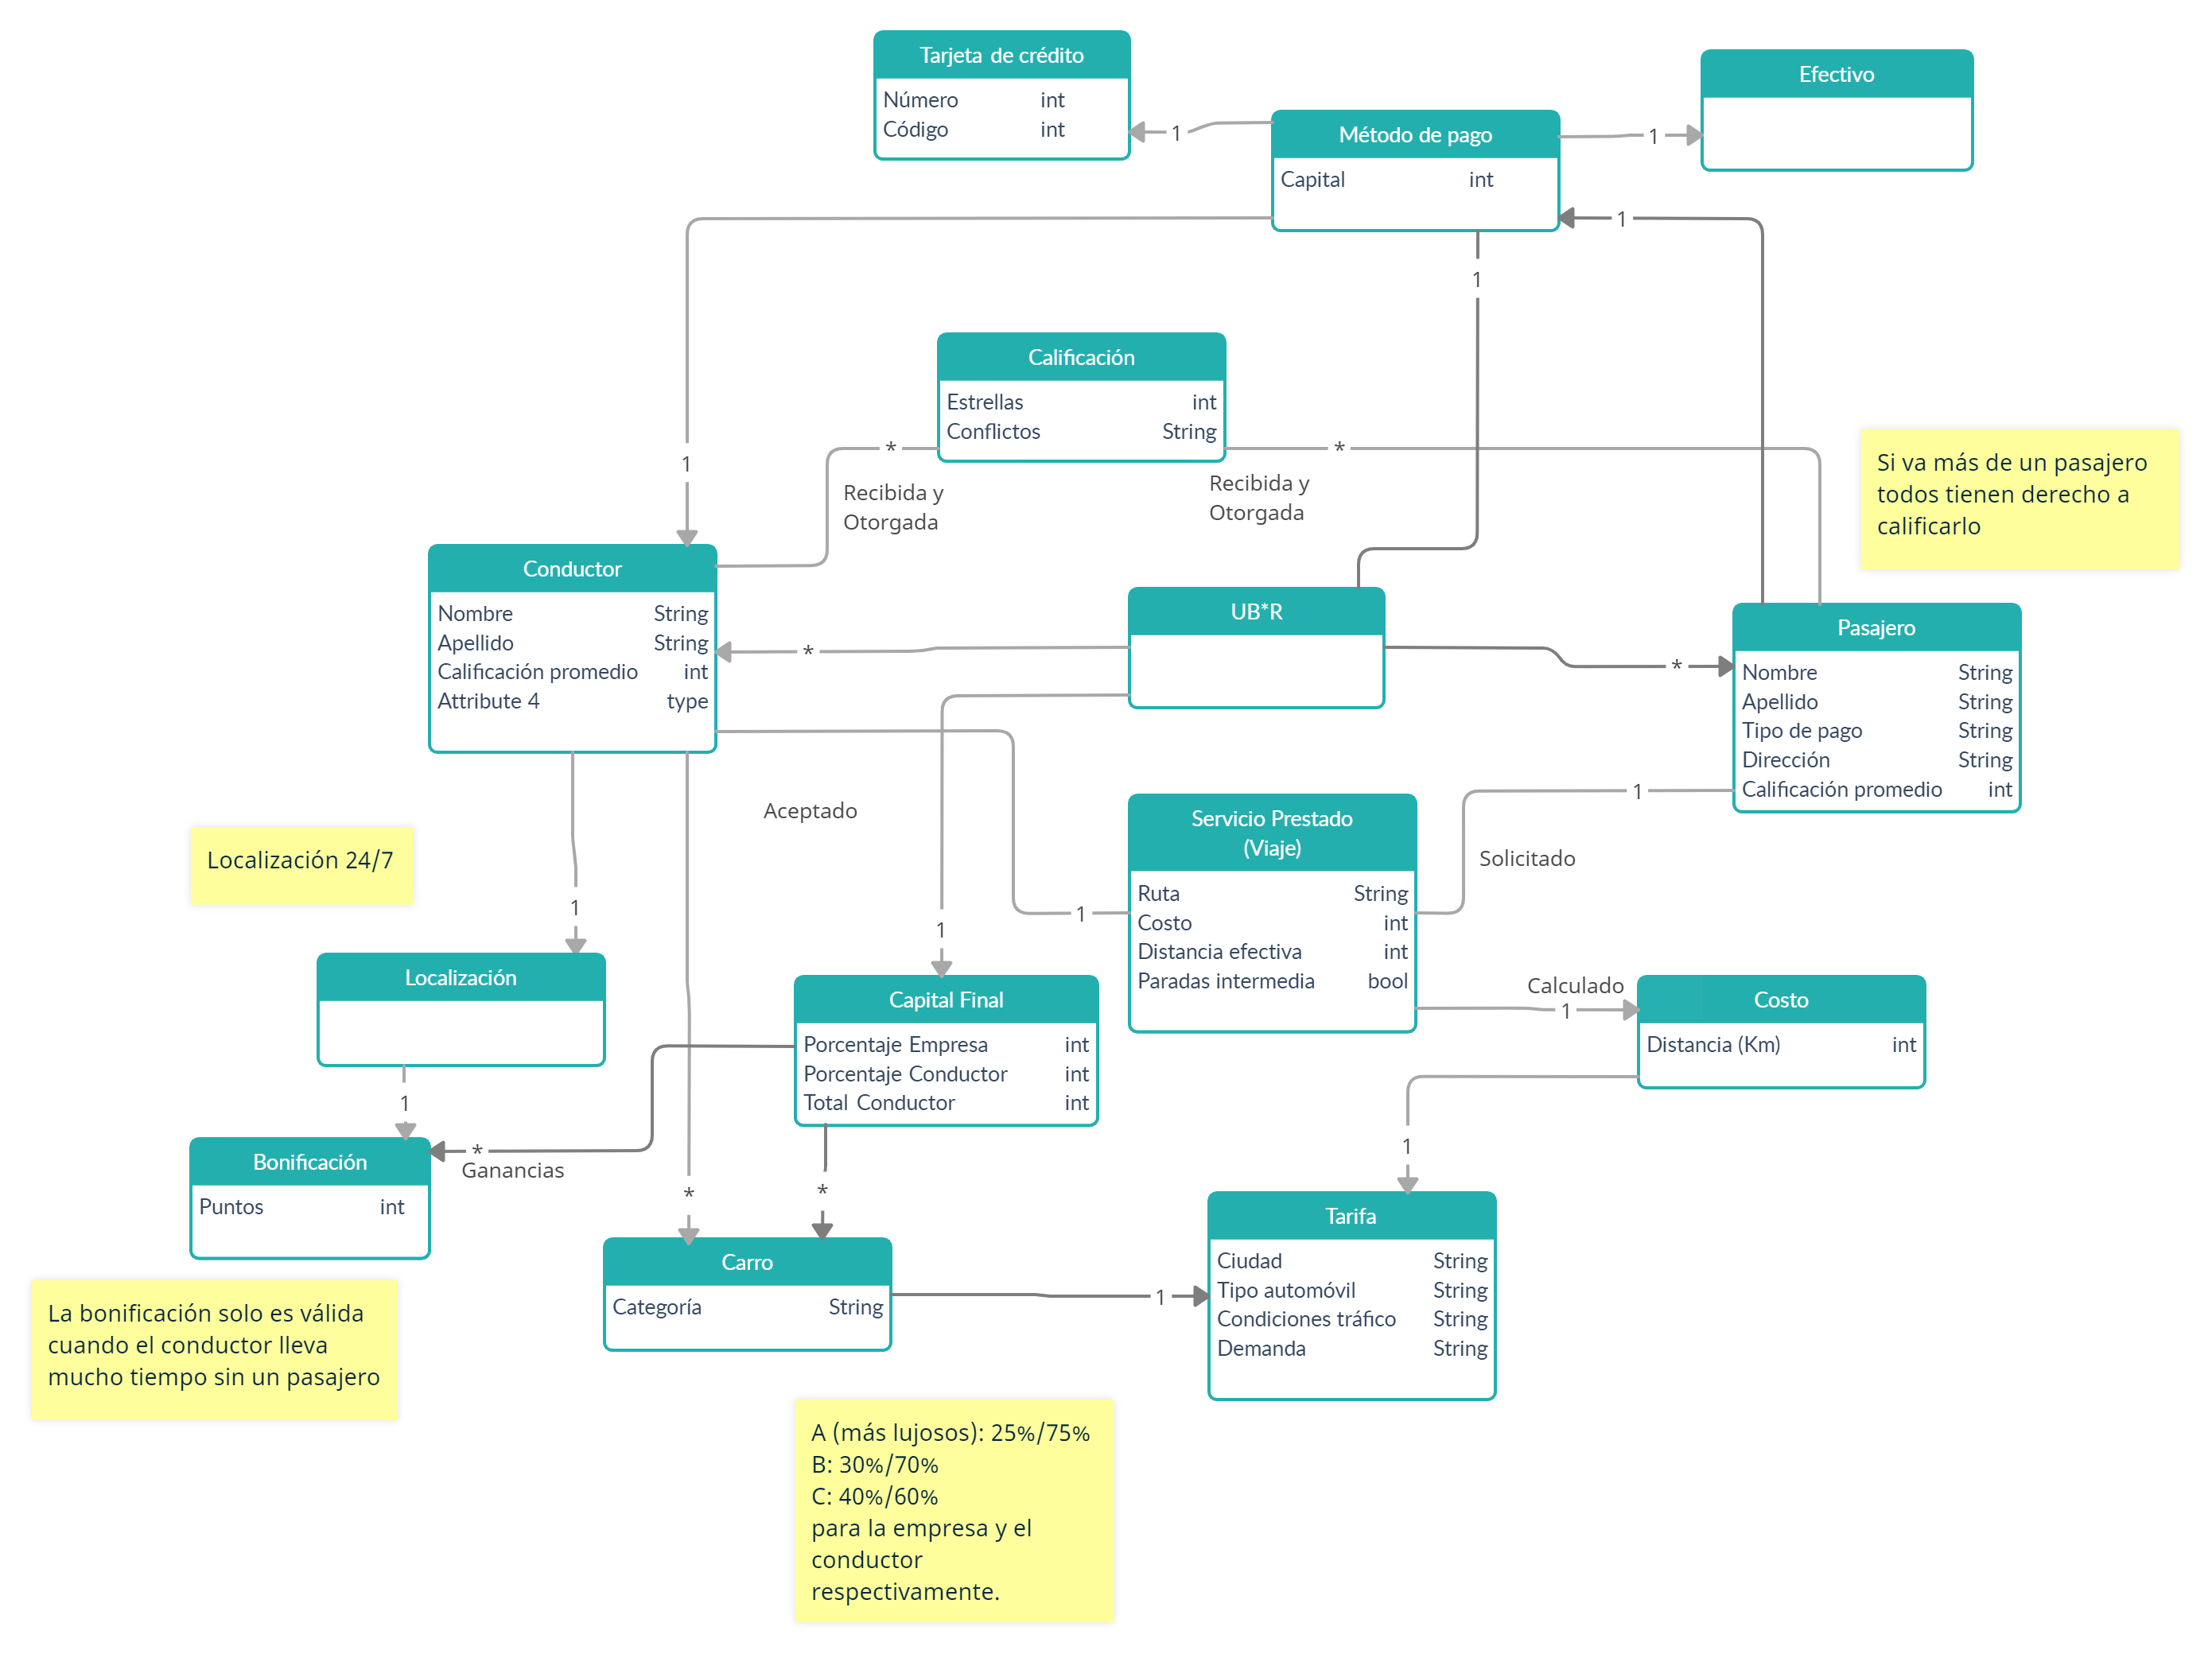 Tarjeta de crédito
Número int
Código int
1
Método de pago
Capital int
1
Efectivo
1
1
1
Calificación
Estrellas int
Conflictos String
*
Recibida y
Otorgada
*
Recibida y
Otorgada
Si va más de un pasajero
todos tienen derecho a
calificarlo
Conductor
Nombre String
Apellido String
Calificación promedio int
Attribute 4 type
*
UB*R
*
Pasajero
Nombre String
Apellido String
Tipo de pago String
Dirección String
Calificación promedio int
Aceptado
1
Servicio Prestado
(Viaje)
Ruta String
Costo int
Distancia efectiva int
Paradas intermedia bool
1
Solicitado
Localización 24/7
1
1
Localización
1
Capital Final
Porcentaje Empresa int
Porcentaje Conductor int
Total Conductor int
Calculado
1
Costo
Distancia (Km) int
1
Bonificación
Puntos int
*
Ganancias
*
*
Carro
Categoría String
1
Tarifa
Ciudad String
Tipo automóvil String
Condiciones tráfico String
Demanda String
La bonificación solo es válida
cuando el conductor lleva
mucho tiempo sin un pasajero
A (más lujosos): 25%/75%
B: 30%/70%
C: 40%/60%
para la empresa y el
conductor
respectivamente.